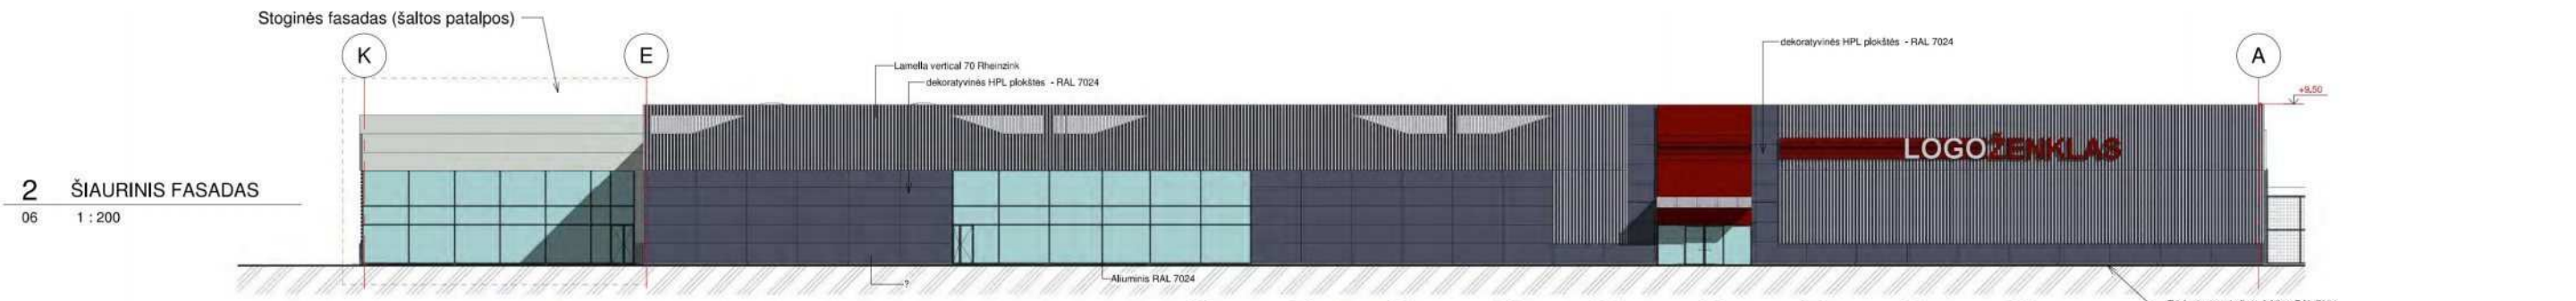 Stoginės fasadas (šaltos patalpos)
K
E
A
Lamella vertical 70 Rheinzink
dekoratyvinės HPL plokštės - RAL 7024
dekoratyvinės HPL plokštės - RAL 7024
+9,50
LOGOŽENKLAS
2 ŠIAURINIS FASADAS
06 1 : 200
?
Aliuminis RAL 7024